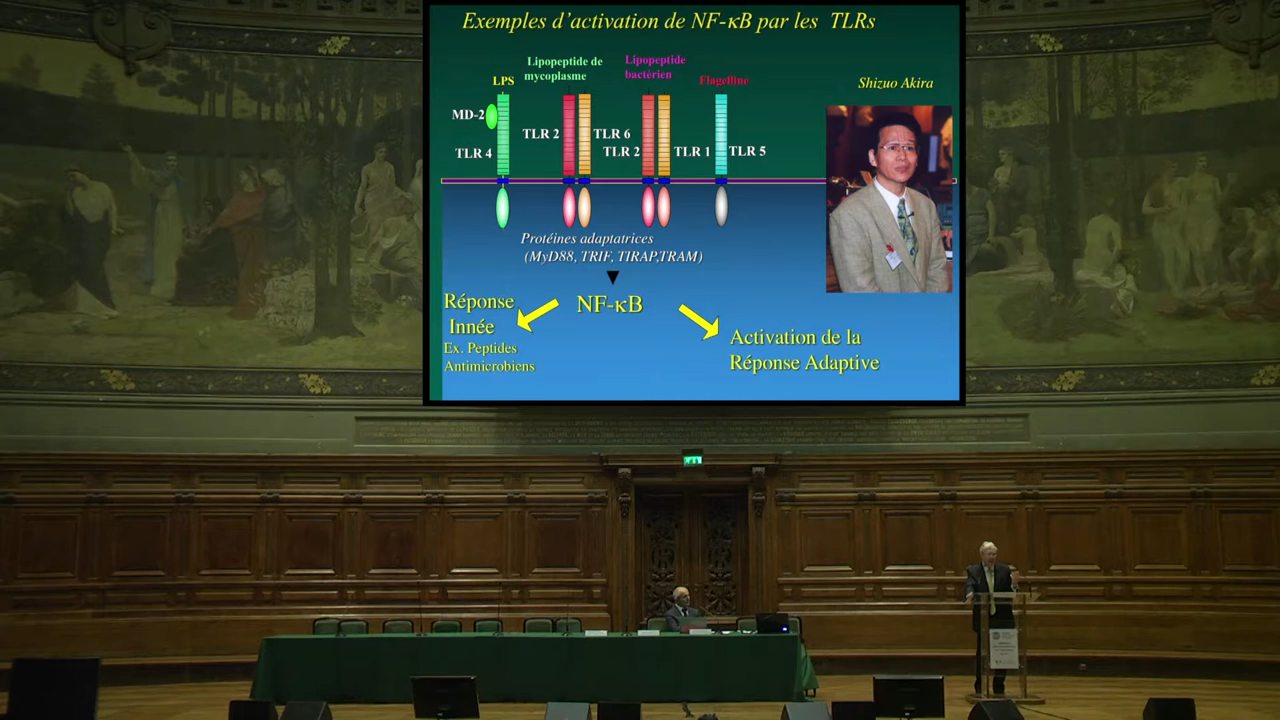 Exemples d'activation de NF-κB par les TLRs
Lipopeptide de
mycoplasme
Lipopeptide
bactèrien
LPS
Flagelline
Shizuo Akira
MD-2
TLR 2
TLR 6
TLR 4
TLR 2
TLR 1
TLR 5
Protéines adaptatrices
(MyD88, TRIF, TIRAP,TRAM)
Réponse
Innée
Ex. Peptides
Antimicrobiens
NF-κB
Activation de la
Réponse Adaptive